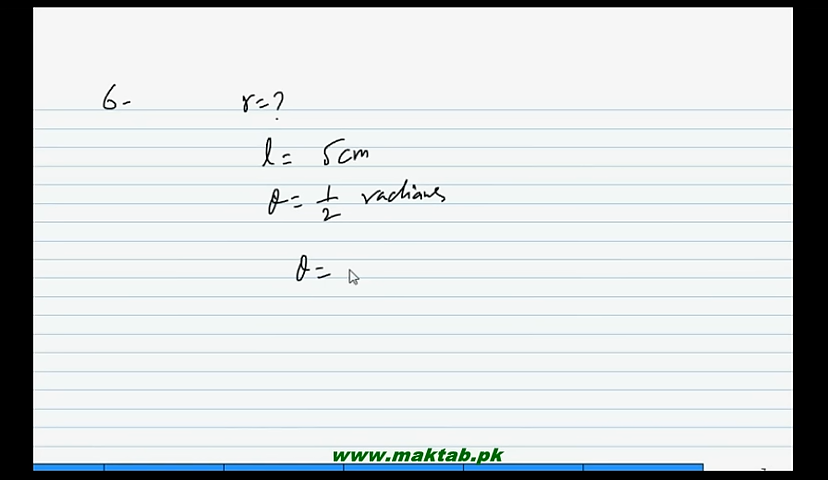 6- r=?
l= 5cm
θ= 1/2 radians
θ=
www.maktab.pk